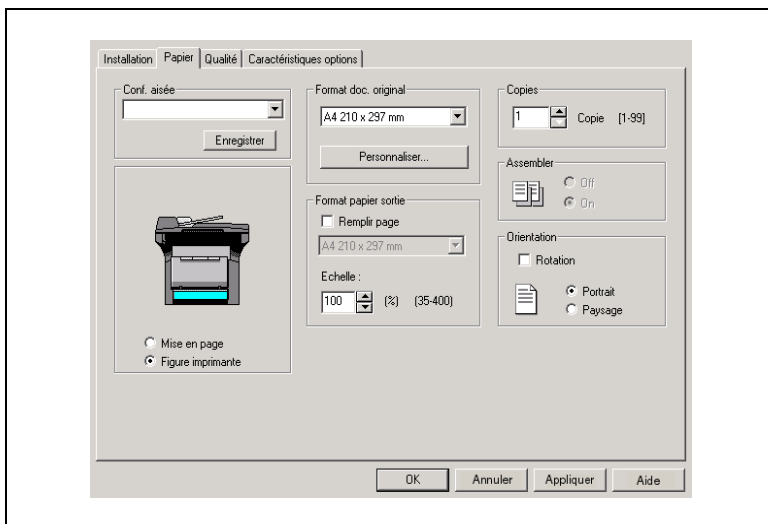 Installation Papier Qualité Caractéristiques options
Conf. aisée
Enregistrer
Mise en page
Figure imprimante
Format doc. original
A4 210 x 297 mm
Personnaliser...
Format papier sortie
Remplir page
A4 210 x 297 mm
Echelle :
100 (%) (35-400)
Copies
1 Copie [1-99]
Assembler
Off
On
Orientation
Rotation
Portrait
Paysage
OK Annuler Appliquer Aide